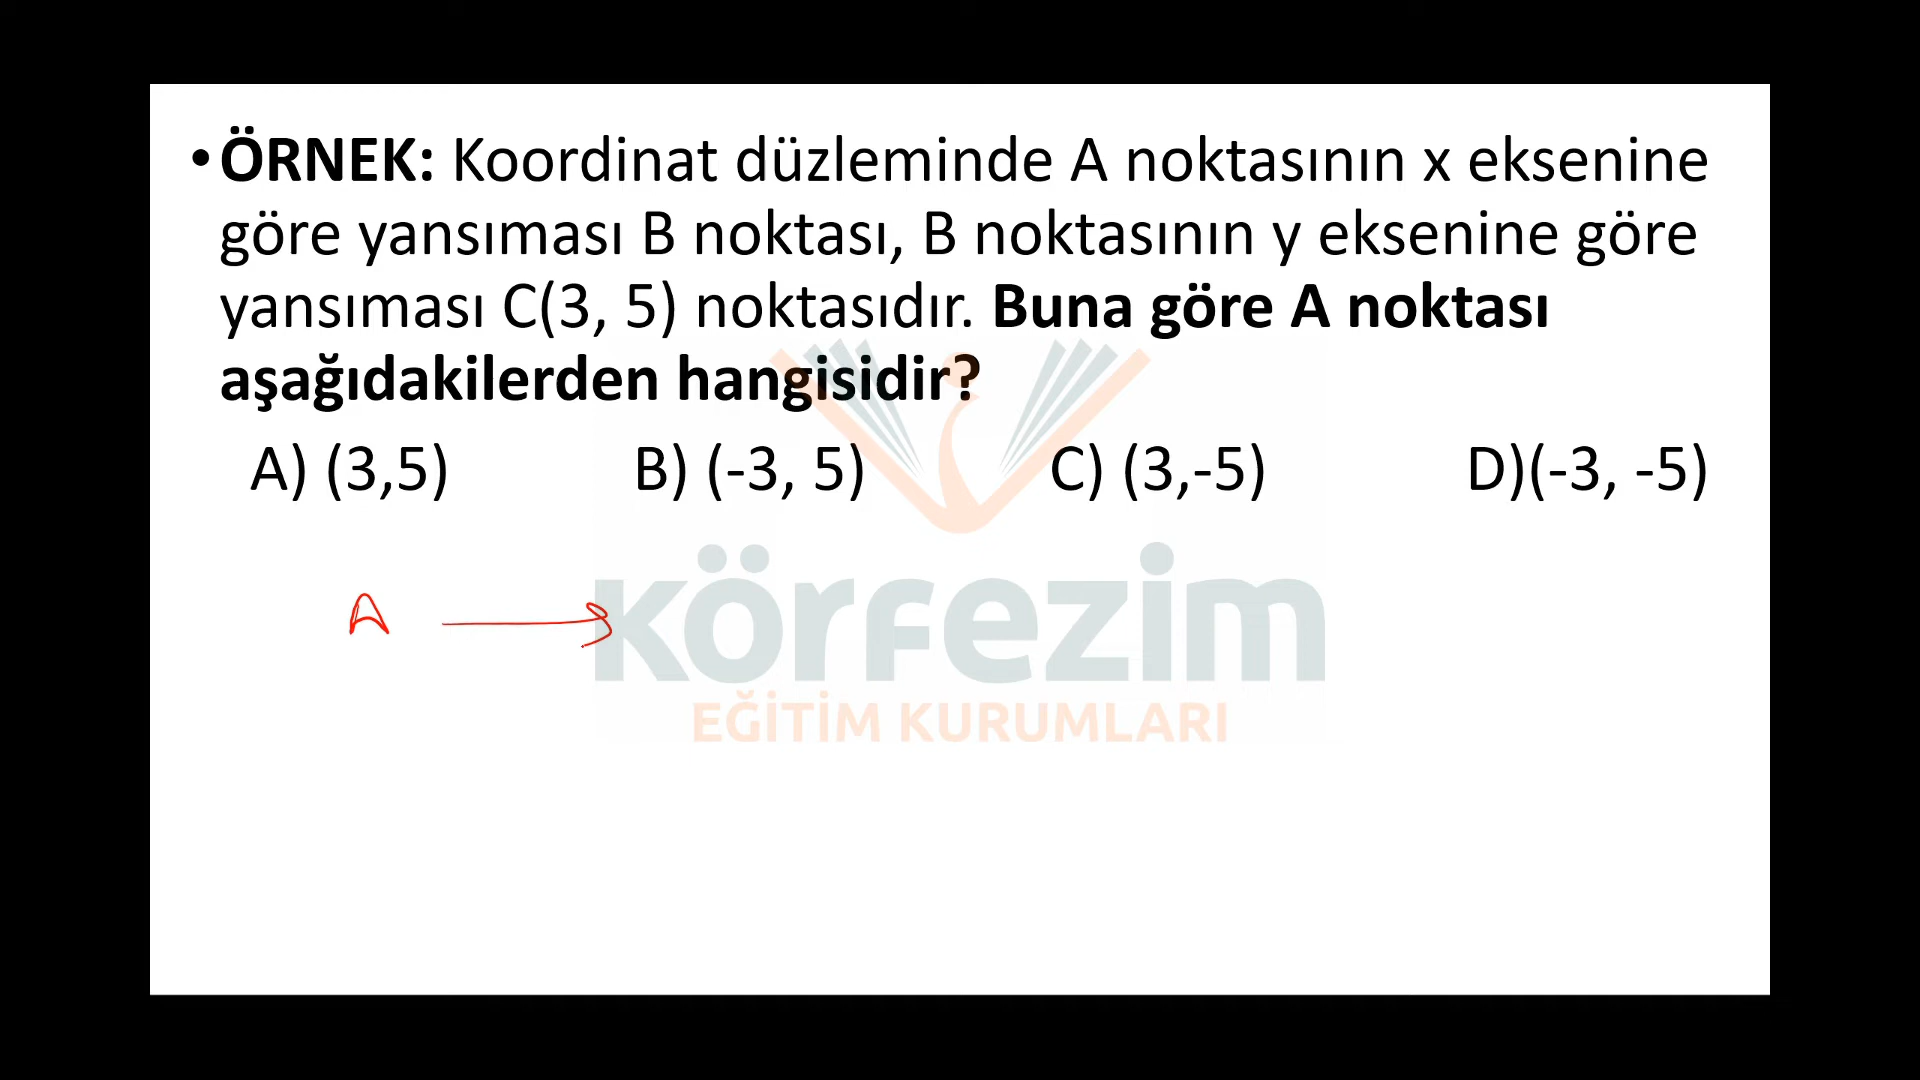 •ÖRNEK: Koordinat düzleminde A noktasının x eksenine
göre yansıması B noktası, B noktasının y eksenine göre
yansıması C(3, 5) noktasıdır. Buna göre A noktası
aşağıdakilerden hangisidir?
A) (3,5) B) (-3, 5) C) (3,-5) D)(-3, -5)
A
Körfezim
EĞİTİM KURUMLARI